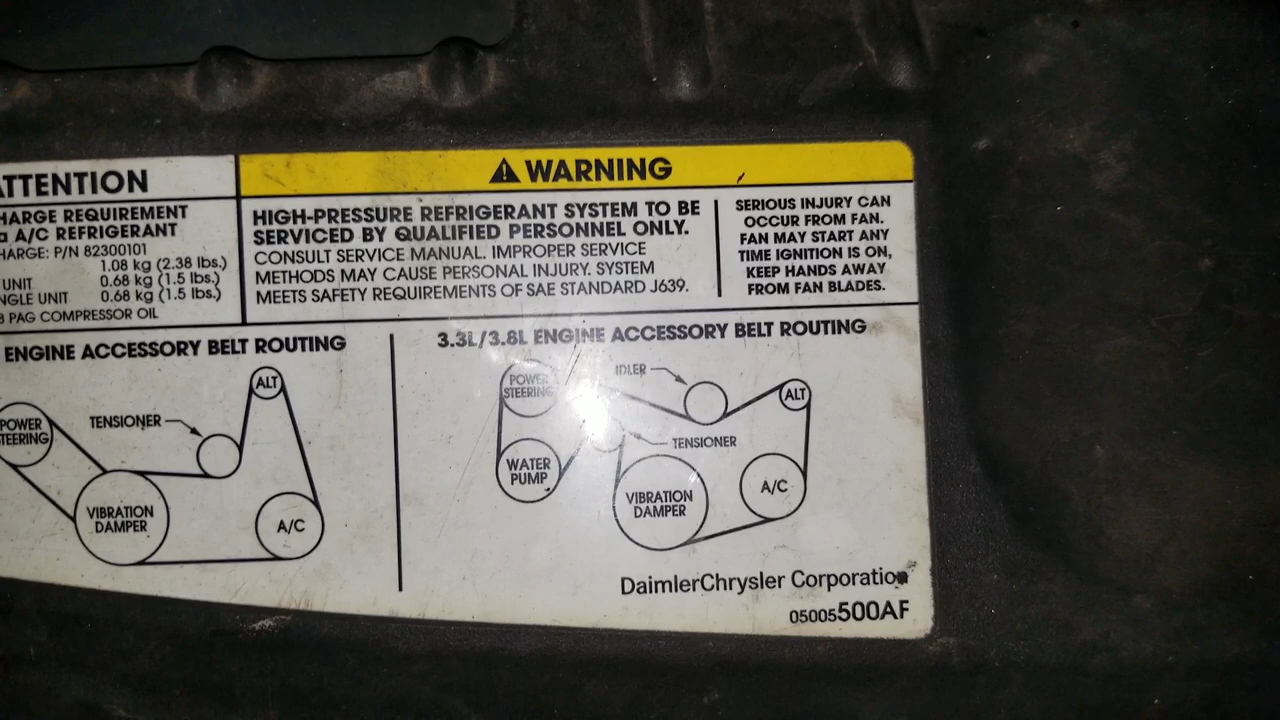 ATTENTION
HARGE REQUIREMENT
a A/C REFRIGERANT
HARGE: P/N 82300101
1.08 kg (2.38 lbs.)
UNIT 0.68 kg (1.5 lbs.)
NGLE UNIT 0.68 kg (1.5 lbs.)
PAG COMPRESSOR OIL
WARNING
HIGH-PRESSURE REFRIGERANT SYSTEM TO BE
SERVICED BY QUALIFIED PERSONNEL ONLY.
CONSULT SERVICE MANUAL. IMPROPER SERVICE
METHODS MAY CAUSE PERSONAL INJURY. SYSTEM
MEETS SAFETY REQUIREMENTS OF SAE STANDARD J639.
SERIOUS INJURY CAN
OCCUR FROM FAN.
FAN MAY START ANY
TIME IGNITION IS ON,
KEEP HANDS AWAY
FROM FAN BLADES.
ENGINE ACCESSORY BELT ROUTING
ALT
TENSIONER
POWER
STEERING
VIBRATION
DAMPER
A/C
3.3L/3.8L ENGINE ACCESSORY BELT ROUTING
POWER
STEERING
IDLER
ALT
TENSIONER
WATER
PUMP
VIBRATION
DAMPER
A/C
DaimlerChrysler Corporation
05005500AF